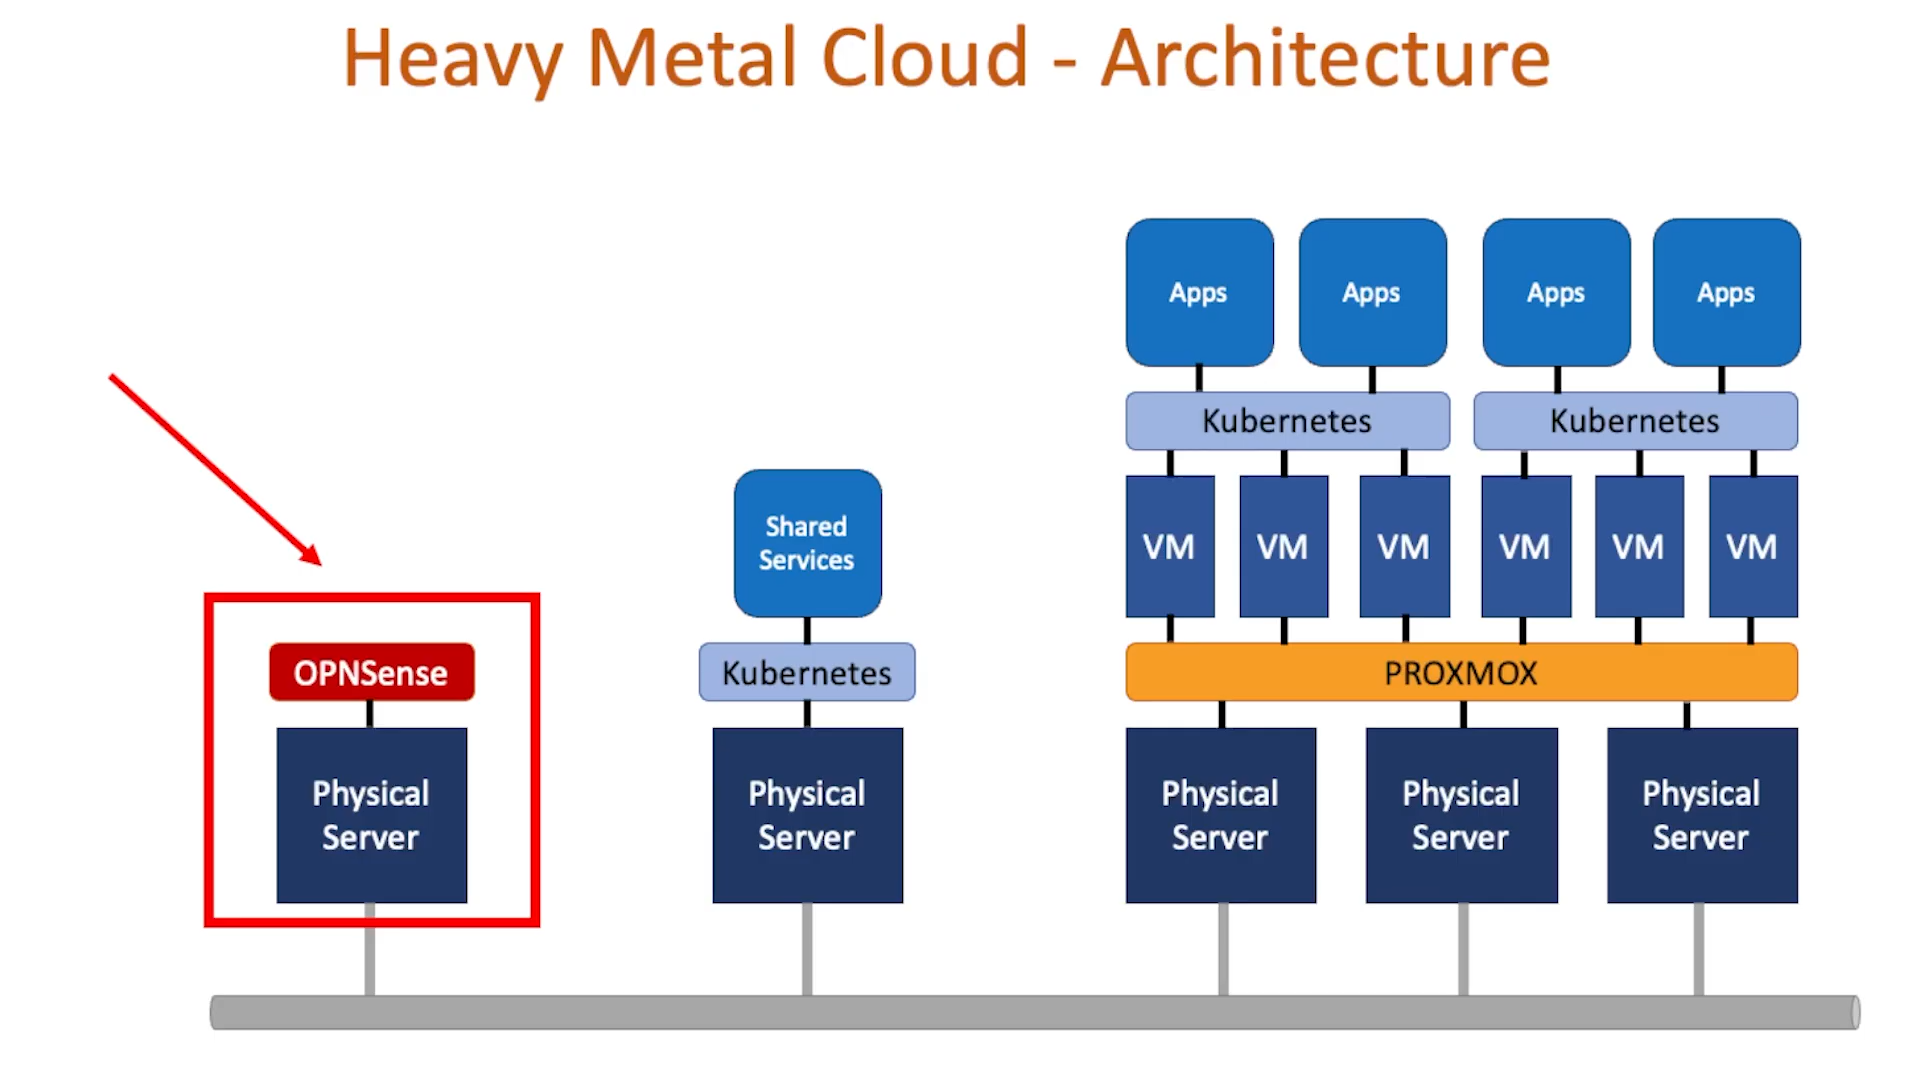 Heavy Metal Cloud - Architecture
Apps
Apps
Apps
Apps
Kubernetes
Kubernetes
Shared
Services
VM
VM
VM
VM
VM
VM
OPNSense
Kubernetes
PROXMOX
Physical
Server
Physical
Server
Physical
Server
Physical
Server
Physical
Server